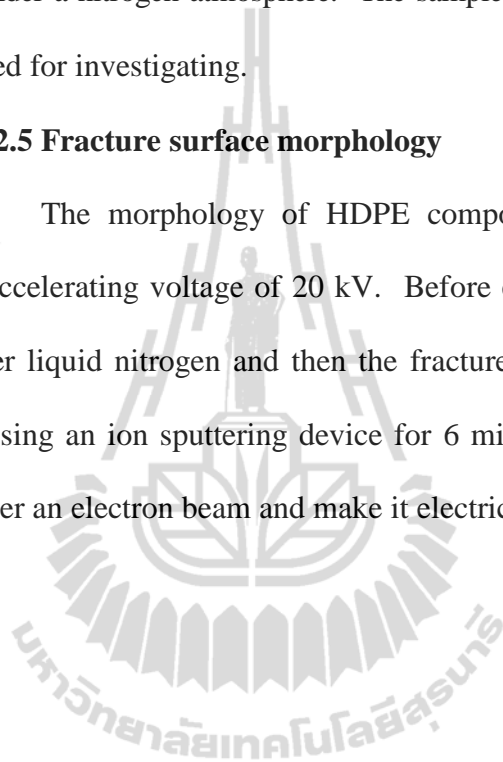 nder a nitrogen atmosphere. The sample
ed for investigating.
2.5 Fracture surface morphology
The morphology of HDPE compo
ccelerating voltage of 20 kV. Before
er liquid nitrogen and then the fracture
sing an ion sputtering device for 6 mi
er an electron beam and make it electric
มหาวิทยาลัยเทคโนโลยีสุรนารี